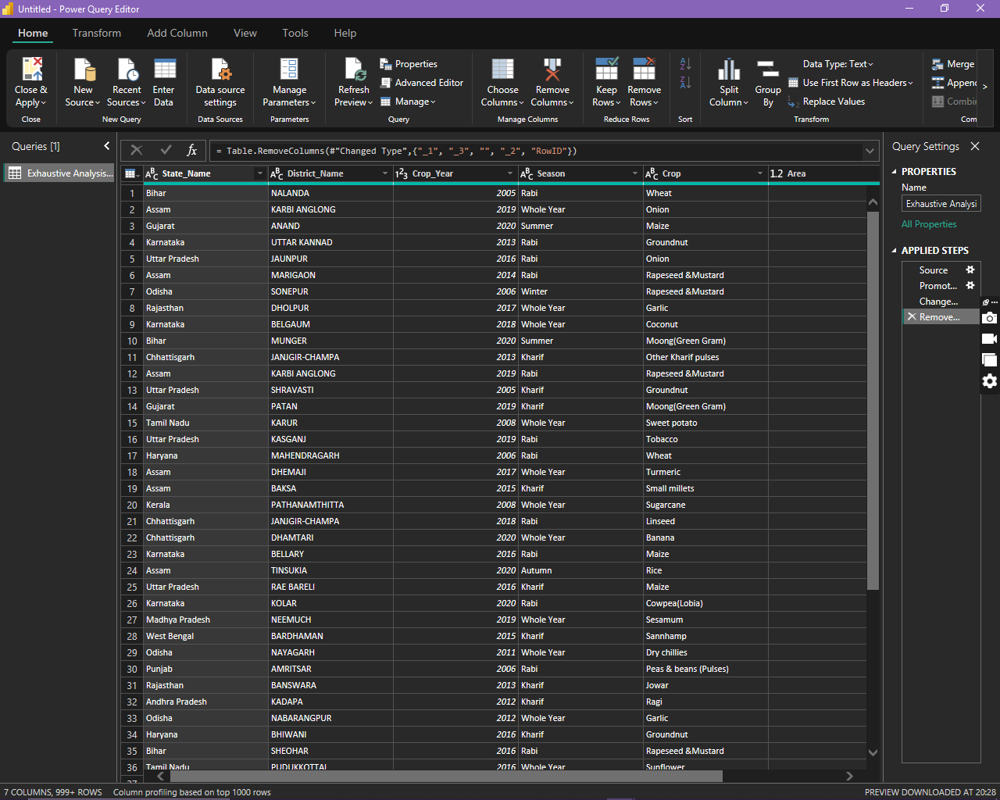 Untitled - Power Query Editor
Home Transform Add Column View Tools Help
Close & Apply
Close
New Source
Recent Sources
Enter Data
New Query
Data source settings
Data Sources
Manage Parameters
Parameters
Refresh Preview
Properties
Advanced Editor
Manage
Query
Choose Columns
Remove Columns
Manage Columns
Keep Rows
Remove Rows
Reduce Rows
Sort
Split Column
Group By
Data Type: Text
Use First Row as Headers
Replace Values
Transform
Merge
Appenc
Combi
Com
Queries [1]
Exhaustive Analysis...
= Table.RemoveColumns(#"Changed Type",{"_1", "_3", "", "_2", "RowID"})
State_Name District_Name Crop_Year Season Crop 1.2 Area
1 Bihar NALANDA 2005 Rabi Wheat
2 Assam KARBI ANGLONG 2019 Whole Year Onion
3 Gujarat ANAND 2020 Summer Maize
4 Karnataka UTTAR KANNAD 2013 Rabi Groundnut
5 Uttar Pradesh JAUNPUR 2016 Rabi Onion
6 Assam MARIGAON 2014 Rabi Rapeseed &Mustard
7 Odisha SONEPUR 2006 Winter Rapeseed &Mustard
8 Rajasthan DHOLPUR 2017 Whole Year Garlic
9 Karnataka BELGAUM 2018 Whole Year Coconut
10 Bihar MUNGER 2020 Summer Moong(Green Gram)
11 Chhattisgarh JANJGIR-CHAMPA 2013 Kharif Other Kharif pulses
12 Assam KARBI ANGLONG 2019 Rabi Rapeseed &Mustard
13 Uttar Pradesh SHRAVASTI 2005 Kharif Groundnut
14 Gujarat PATAN 2019 Kharif Moong(Green Gram)
15 Tamil Nadu KARUR 2008 Whole Year Sweet potato
16 Uttar Pradesh KASGANJ 2019 Rabi Tobacco
17 Haryana MAHENDRAGARH 2006 Rabi Wheat
18 Assam DHEMAJI 2017 Whole Year Turmeric
19 Assam BAKSA 2015 Kharif Small millets
20 Kerala PATHANAMTHITTA 2008 Whole Year Sugarcane
21 Chhattisgarh JANJGIR-CHAMPA 2018 Rabi Linseed
22 Chhattisgarh DHAMTARI 2020 Whole Year Banana
23 Karnataka BELLARY 2016 Rabi Maize
24 Assam TINSUKIA 2020 Autumn Rice
25 Uttar Pradesh RAE BARELI 2016 Kharif Maize
26 Karnataka KOLAR 2020 Rabi Cowpea(Lobia)
27 Madhya Pradesh NEEMUCH 2019 Whole Year Sesamum
28 West Bengal BARDHAMAN 2015 Kharif Sannhamp
29 Odisha NAYAGARH 2011 Whole Year Dry chillies
30 Punjab AMRITSAR 2006 Rabi Peas & beans (Pulses)
31 Rajasthan BANSWARA 2013 Kharif Jowar
32 Andhra Pradesh KADAPA 2012 Kharif Ragi
33 Odisha NABARANGPUR 2012 Whole Year Garlic
34 Haryana BHIWANI 2016 Kharif Groundnut
35 Bihar SHEOHAR 2016 Rabi Rapeseed &Mustard
36 Tamil Nadu PUDUKKOTTAI 2016 Whole Year Sunflower
37
Query Settings
PROPERTIES
Name
Exhaustive Analysi
All Properties
APPLIED STEPS
Source
Promot...
Change...
Remove...
7 COLUMNS, 999+ ROWS Column profiling based on top 1000 rows
PREVIEW DOWNLOADED AT 20:28